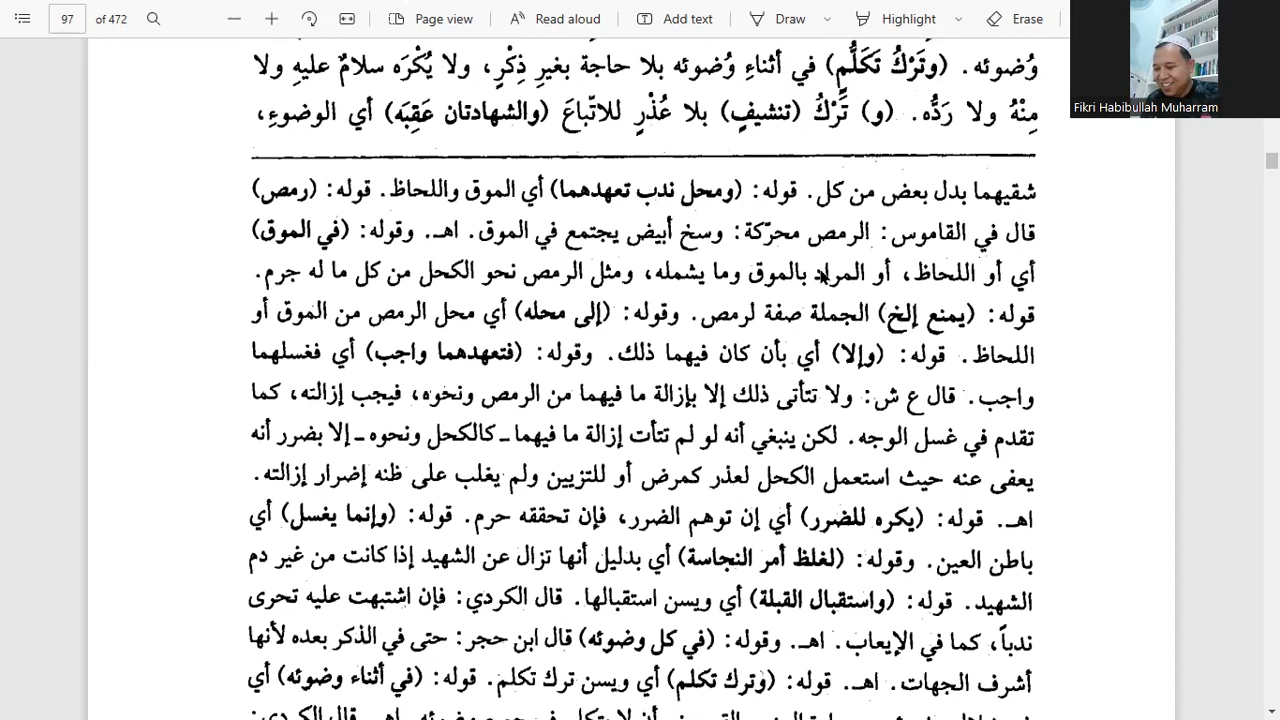 97
of 472
Page view
Read aloud
Add text
Draw
Highlight
Erase
Fikri Habibullah Muharram
وُضوئه. (وتَرْكُ تَكَلُّمٍ) في أثناءِ وُضوئه بلا حاجة بغيرِ ذِكْرٍ، ولا يُكْرَه سلامٌ عليهِ ولا
مِنْهُ ولا رَدُّه. (و) تَرْكُ (تنشيفٍ) بلا عُذْرٍ للاتّباعَ (والشهادتان عَقِبَه) أي الوضوءِ،
شقيهما بدل بعض من كل. قوله: (ومحل ندب تعهدهما) أي الموق واللحاظ. قوله: (رمص)
قال في القاموس: الرمص محرّكة: وسخ أبيض يجتمع في الموق. اهـ. وقوله: (في الموق)
أي أو اللحاظ، أو المراد بالموق وما يشمله، ومثل الرمص نحو الكحل من كل ما له جرم.
قوله: (يمنع إلخ) الجملة صفة لرمص. وقوله: (إلى محله) أي محل الرمص من الموق أو
اللحاظ. قوله: (وإلا) أي بأن كان فيهما ذلك. وقوله: (فتعهدهما واجب) أي فغسلهما
واجب. قال ع ش: ولا تتأتى ذلك إلا بإزالة ما فيهما من الرمص ونحوه، فيجب إزالته، كما
تقدم في غسل الوجه. لكن ينبغي أنه لو لم تتأت إزالة ما فيهما ـ كالكحل ونحوه ـ إلا بضرر أنه
يعفى عنه حيث استعمل الكحل لعذر كمرض أو للتزيين ولم يغلب على ظنه إضرار إزالته.
اهـ. قوله: (يكره للضرر) أي إن توهم الضرر، فإن تحققه حرم. قوله: (وإنما يغسل) أي
باطن العين. وقوله: (لغلظ أمر النجاسة) أي بدليل أنها تزال عن الشهيد إذا كانت من غير دم
الشهيد. قوله: (واستقبال القبلة) أي ويسن استقبالها. قال الكردي: فإن اشتبهت عليه تحرى
ندباً، كما في الإيعاب. اهـ. وقوله: (في كل وضوئه) قال ابن حجر: حتى في الذكر بعده لأنها
أشرف الجهات. اهـ. قوله: (وترك تكلم) أي ويسن ترك تكلم. قوله: (في أثناء وضوئه) أي